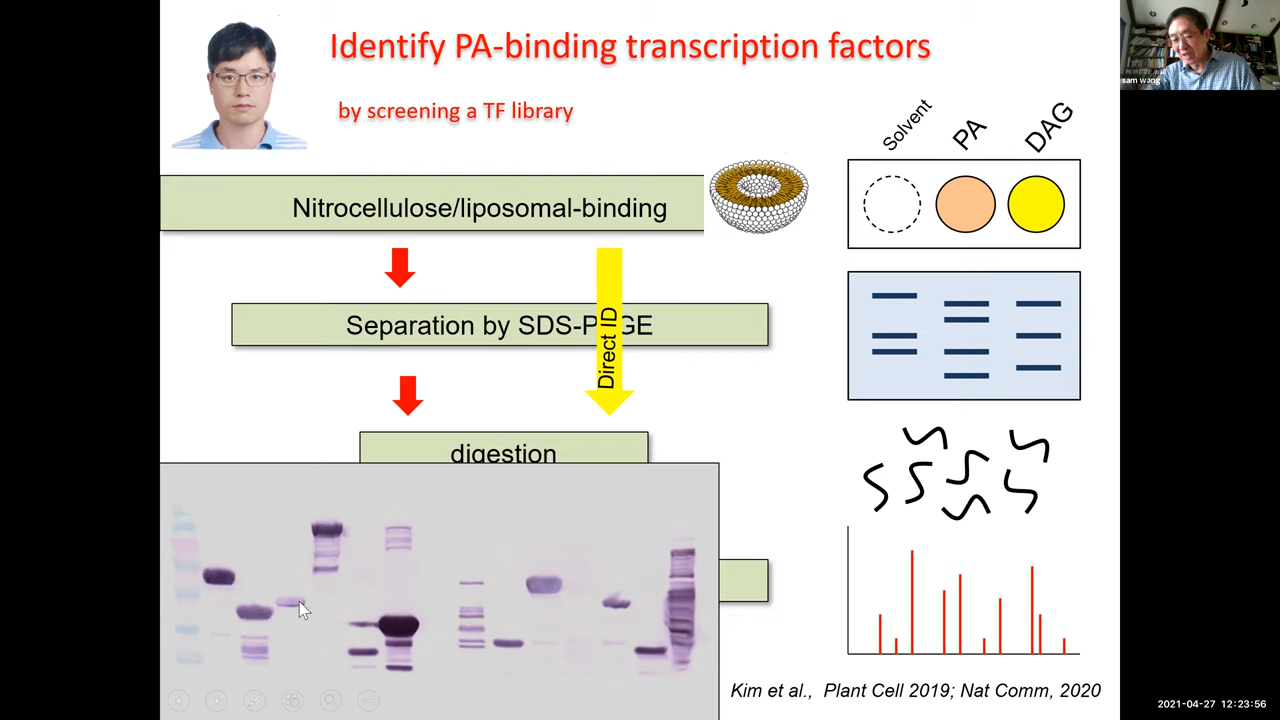 Identify PA-binding transcription factors
by screening a TF library
sam wang
Solvent
PA
DAG
Nitrocellulose/liposomal-binding
Separation by SDS-P GE
Direct ID
digestion
Kim et al., Plant Cell 2019; Nat Comm, 2020
2021-04-27 12:23:56